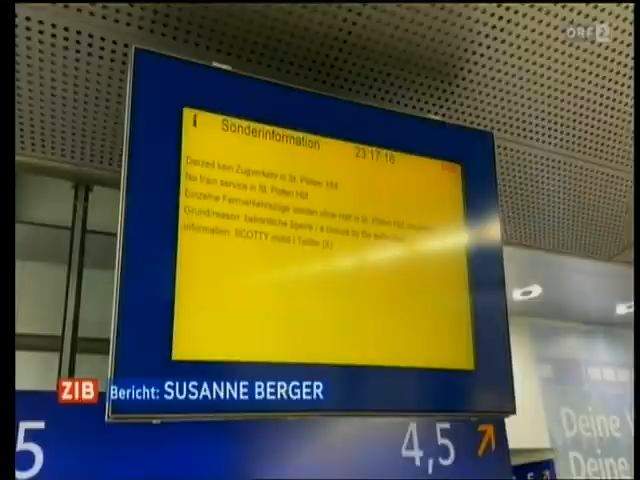 ORF 2
i Sonderinformation 23:17:16
Derzeit kein Zugverkehr in St. Pölten Hbf
No train service in St. Pölten Hbf
Einzelne Fernverkehrszüge werden ohne Halt in St. Pölten Hbf
Grund/reason: behördliche Sperre / a closure by the
Information: SCOTTY mobil / Twitter (X)
ZIB Bericht: SUSANNE BERGER
5 4,5
Deine
Deine